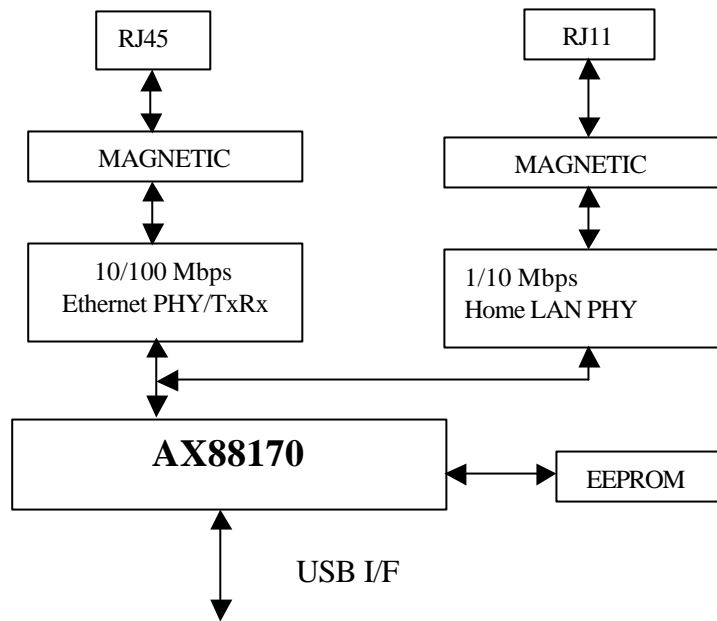 RJ45
RJ11
MAGNETIC
MAGNETIC
10/100 Mbps
Ethernet PHY/TxRx
1/10 Mbps
Home LAN PHY
AX88170
EEPROM
USB I/F